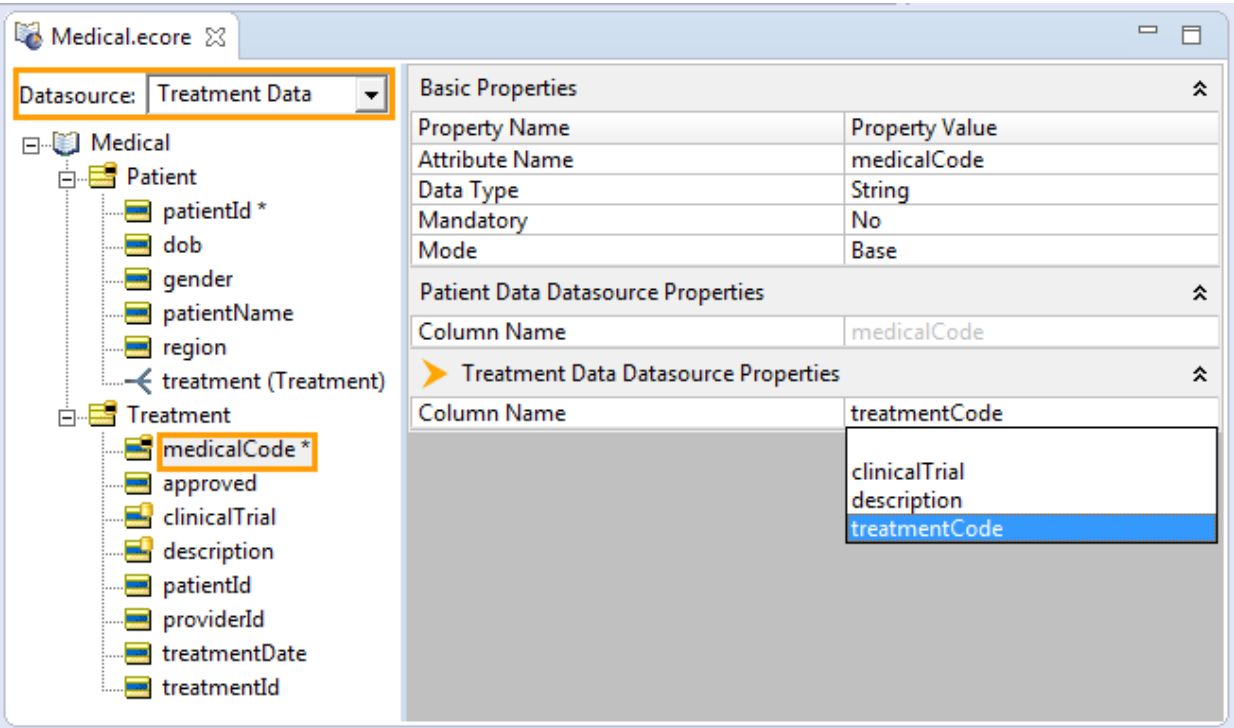 Medical.ecore
Datasource: Treatment Data
Medical
Patient
patientId *
dob
gender
patientName
region
treatment (Treatment)
Treatment
medicalCode *
approved
clinicalTrial
description
patientId
providerId
treatmentDate
treatmentId
Basic Properties
Property Name Property Value
Attribute Name medicalCode
Data Type String
Mandatory No
Mode Base
Patient Data Datasource Properties
Column Name medicalCode
Treatment Data Datasource Properties
Column Name treatmentCode
clinicalTrial
description
treatmentCode